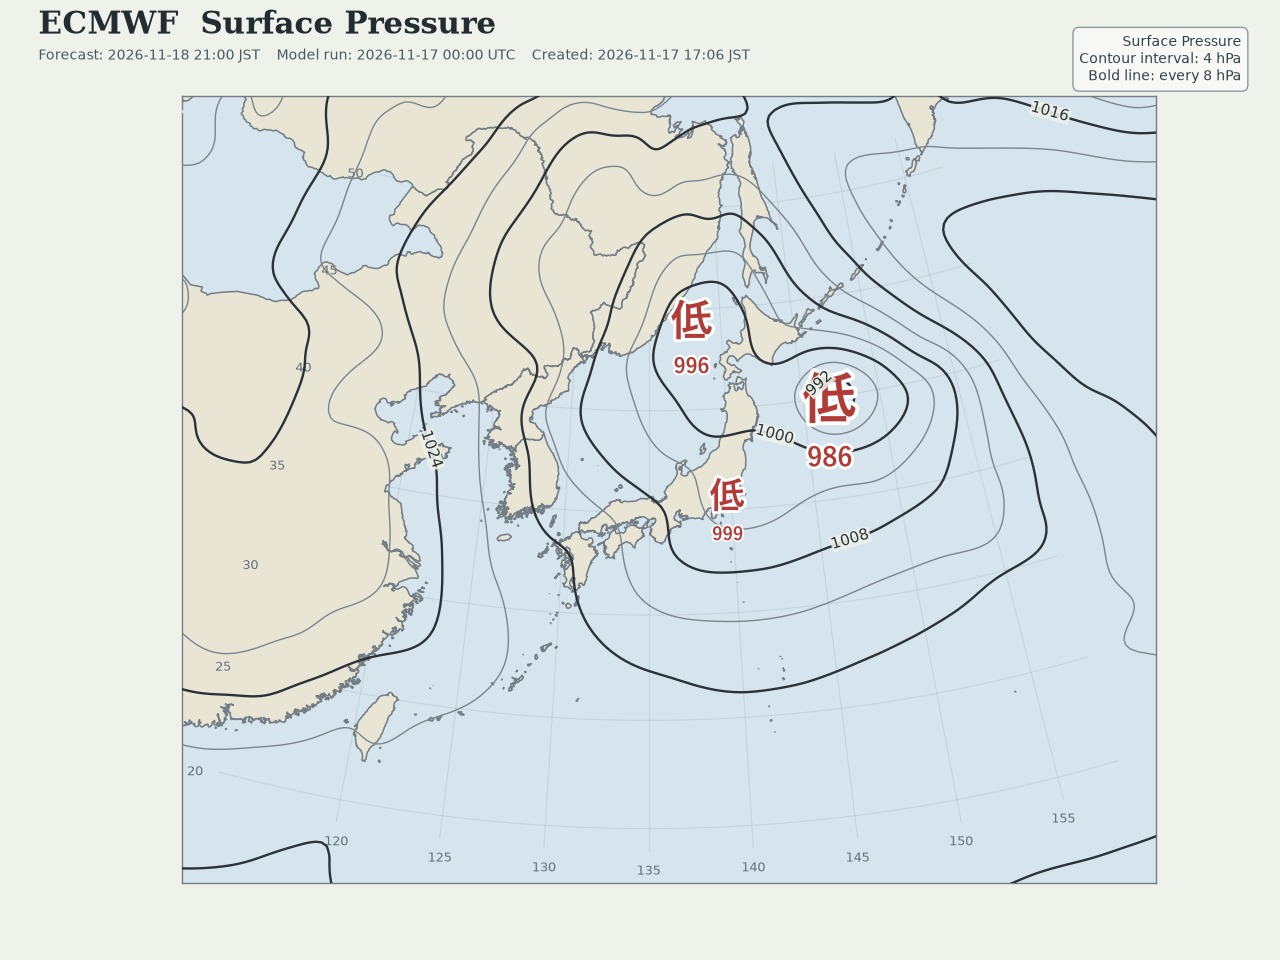 ECMWF  Surface Pressure
Forecast: 2026-11-18 21:00 JST    Model run: 2026-11-17 00:00 UTC    Created: 2026-11-17 17:06 JST
Surface Pressure
Contour interval: 4 hPa
Bold line: every 8 hPa
1016
50
45
低
996
40
992
低
986
1000
1024
35
低
999
1008
30
25
20
120
125
130
135
140
145
150
155